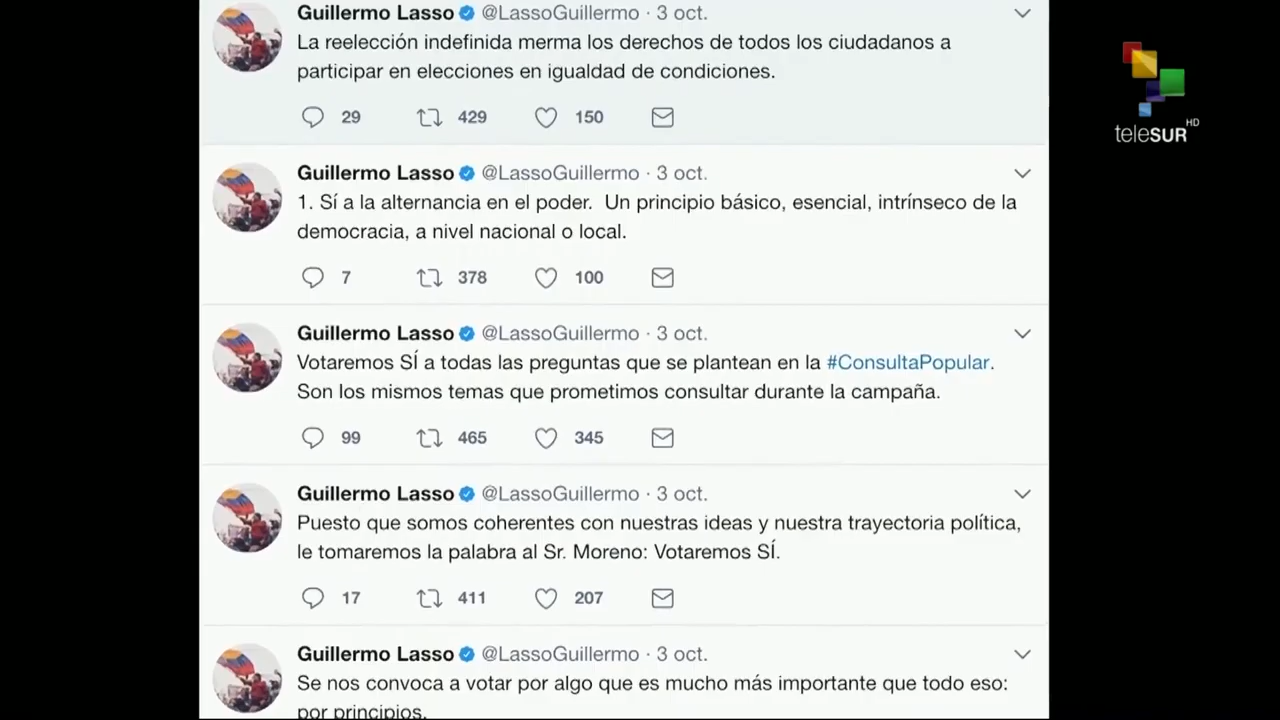 Guillermo Lasso @LassoGuillermo · 3 oct.
La reelección indefinida merma los derechos de todos los ciudadanos a
participar en elecciones en igualdad de condiciones.
29 429 150
teleSUR HD
Guillermo Lasso @LassoGuillermo · 3 oct.
1. Sí a la alternancia en el poder.  Un principio básico, esencial, intrínseco de la
democracia, a nivel nacional o local.
7 378 100
Guillermo Lasso @LassoGuillermo · 3 oct.
Votaremos SÍ a todas las preguntas que se plantean en la #ConsultaPopular.
Son los mismos temas que prometimos consultar durante la campaña.
99 465 345
Guillermo Lasso @LassoGuillermo · 3 oct.
Puesto que somos coherentes con nuestras ideas y nuestra trayectoria política,
le tomaremos la palabra al Sr. Moreno: Votaremos SÍ.
17 411 207
Guillermo Lasso @LassoGuillermo · 3 oct.
Se nos convoca a votar por algo que es mucho más importante que todo eso:
por principios.